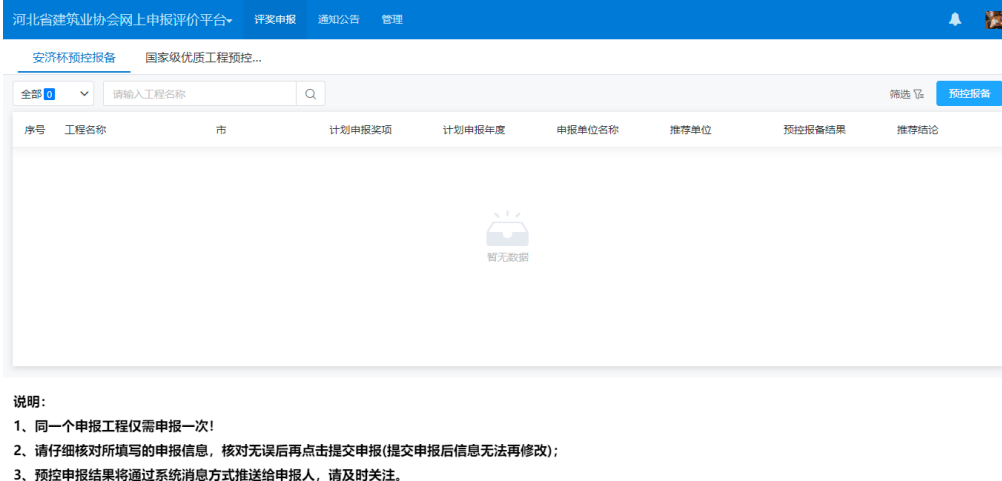 河北省建筑业协会网上申报评价平台 评奖申报 通知公告 管理
安济杯预控报备 国家级优质工程预控...
全部 0 请输入工程名称 筛选 预控报备
序号 工程名称 市 计划申报奖项 计划申报年度 申报单位名称 推荐单位 预控报备结果 推荐结论
暂无数据
说明：
1、同一个申报工程仅需申报一次！
2、请仔细核对所填写的申报信息，核对无误后再点击提交申报(提交申报后信息无法再修改)；
3、预控申报结果将通过系统消息方式推送给申报人，请及时关注。